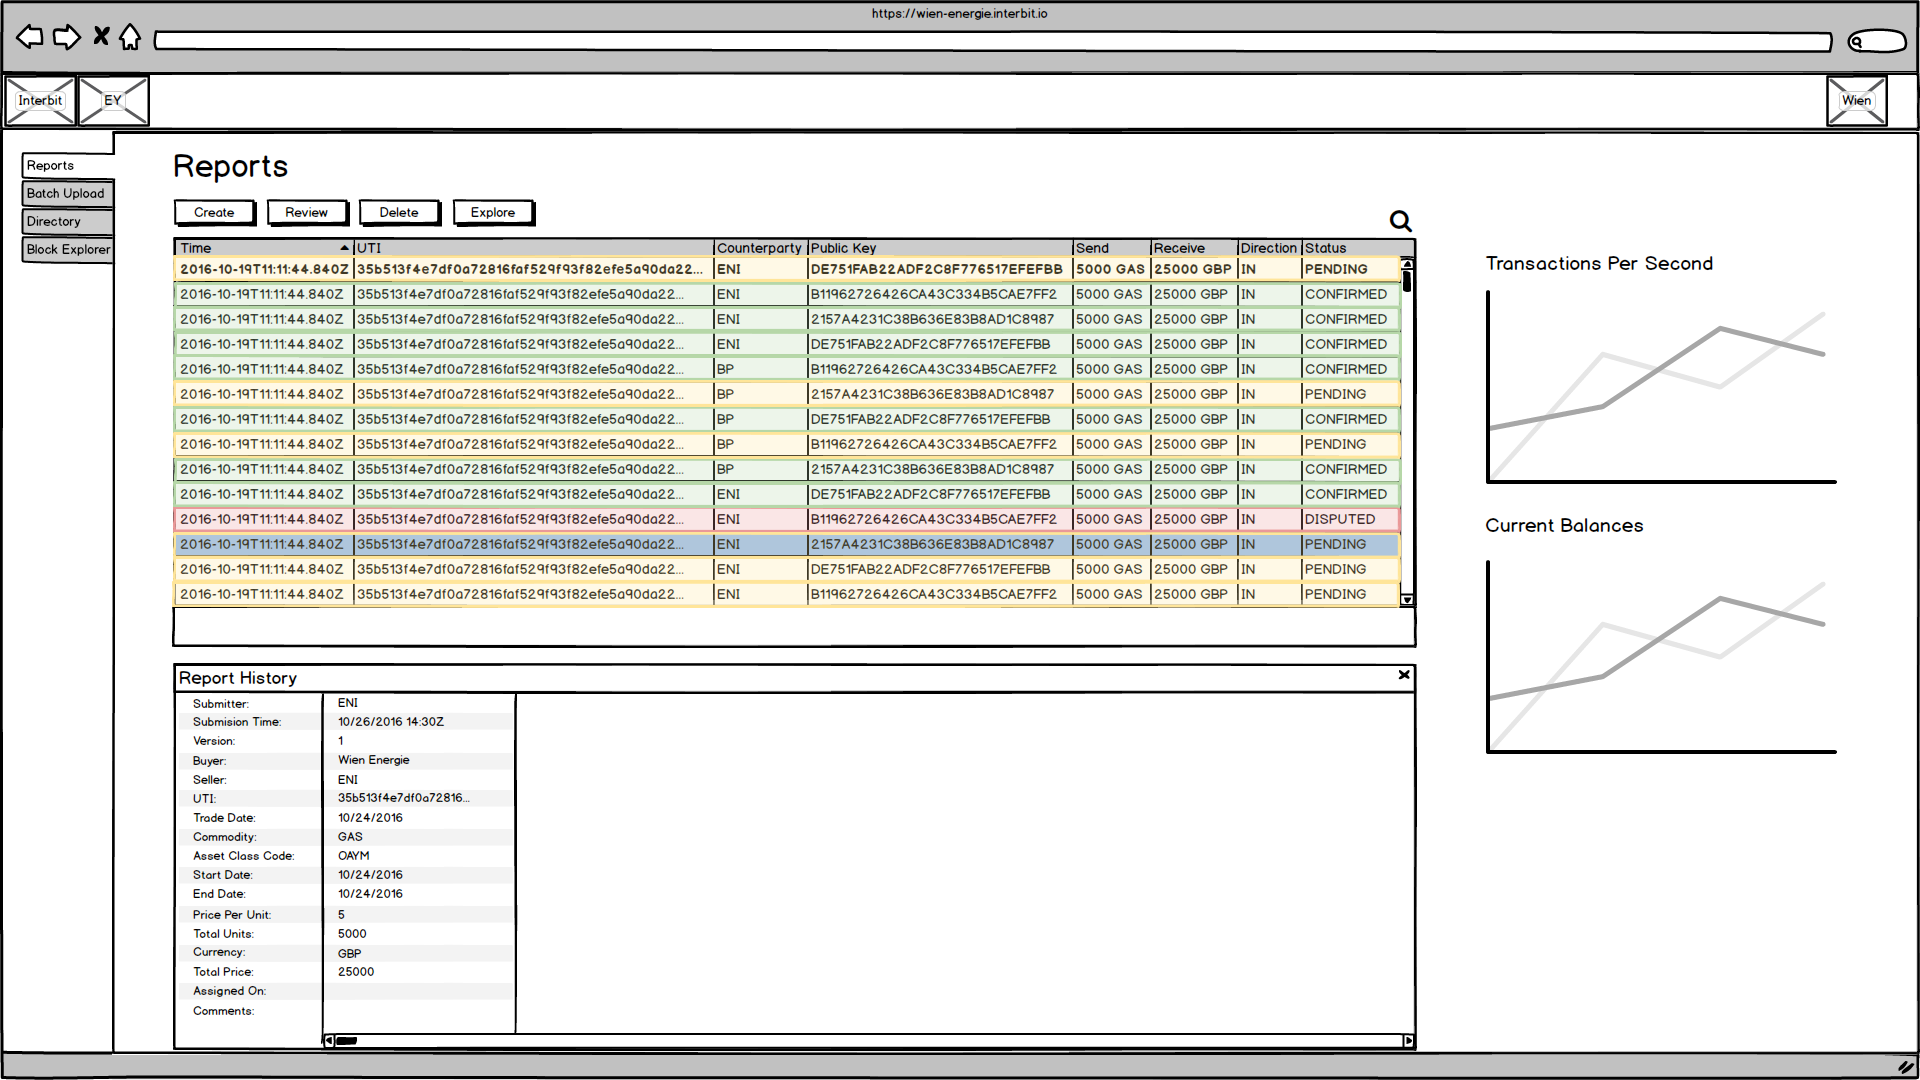 https://wien-energie.interbit.io
Interbit EY Wien
Reports
Batch Upload
Directory
Block Explorer
Reports
Create Review Delete Explore
Time UTI Counterparty Public Key Send Receive Direction Status
2016-10-19T11:11:44.840Z 35b513f4e7df0a72816faf529f93f82efe5a90da22... ENI DE751FAB22ADF2C8F776517EFEFBB 5000 GAS 25000 GBP IN PENDING
2016-10-19T11:11:44.840Z 35b513f4e7df0a72816faf529f93f82efe5a90da22... ENI B11962726426CA43C334B5CAE7FF2 5000 GAS 25000 GBP IN CONFIRMED
2016-10-19T11:11:44.840Z 35b513f4e7df0a72816faf529f93f82efe5a90da22... ENI 2157A4231C38B636E83B8AD1C8987 5000 GAS 25000 GBP IN CONFIRMED
2016-10-19T11:11:44.840Z 35b513f4e7df0a72816faf529f93f82efe5a90da22... ENI DE751FAB22ADF2C8F776517EFEFBB 5000 GAS 25000 GBP IN CONFIRMED
2016-10-19T11:11:44.840Z 35b513f4e7df0a72816faf529f93f82efe5a90da22... BP B11962726426CA43C334B5CAE7FF2 5000 GAS 25000 GBP IN CONFIRMED
2016-10-19T11:11:44.840Z 35b513f4e7df0a72816faf529f93f82efe5a90da22... BP 2157A4231C38B636E83B8AD1C8987 5000 GAS 25000 GBP IN PENDING
2016-10-19T11:11:44.840Z 35b513f4e7df0a72816faf529f93f82efe5a90da22... BP DE751FAB22ADF2C8F776517EFEFBB 5000 GAS 25000 GBP IN CONFIRMED
2016-10-19T11:11:44.840Z 35b513f4e7df0a72816faf529f93f82efe5a90da22... BP B11962726426CA43C334B5CAE7FF2 5000 GAS 25000 GBP IN PENDING
2016-10-19T11:11:44.840Z 35b513f4e7df0a72816faf529f93f82efe5a90da22... BP 2157A4231C38B636E83B8AD1C8987 5000 GAS 25000 GBP IN CONFIRMED
2016-10-19T11:11:44.840Z 35b513f4e7df0a72816faf529f93f82efe5a90da22... ENI DE751FAB22ADF2C8F776517EFEFBB 5000 GAS 25000 GBP IN CONFIRMED
2016-10-19T11:11:44.840Z 35b513f4e7df0a72816faf529f93f82efe5a90da22... ENI B11962726426CA43C334B5CAE7FF2 5000 GAS 25000 GBP IN DISPUTED
2016-10-19T11:11:44.840Z 35b513f4e7df0a72816faf529f93f82efe5a90da22... ENI 2157A4231C38B636E83B8AD1C8987 5000 GAS 25000 GBP IN PENDING
2016-10-19T11:11:44.840Z 35b513f4e7df0a72816faf529f93f82efe5a90da22... ENI DE751FAB22ADF2C8F776517EFEFBB 5000 GAS 25000 GBP IN PENDING
2016-10-19T11:11:44.840Z 35b513f4e7df0a72816faf529f93f82efe5a90da22... ENI B11962726426CA43C334B5CAE7FF2 5000 GAS 25000 GBP IN PENDING
Report History
Submitter: ENI
Submision Time: 10/26/2016 14:30Z
Version: 1
Buyer: Wien Energie
Seller: ENI
UTI: 35b513f4e7df0a72816...
Trade Date: 10/24/2016
Commodity: GAS
Asset Class Code: OAYM
Start Date: 10/24/2016
End Date: 10/24/2016
Price Per Unit: 5
Total Units: 5000
Currency: GBP
Total Price: 25000
Assigned On:
Comments:
Transactions Per Second
Current Balances